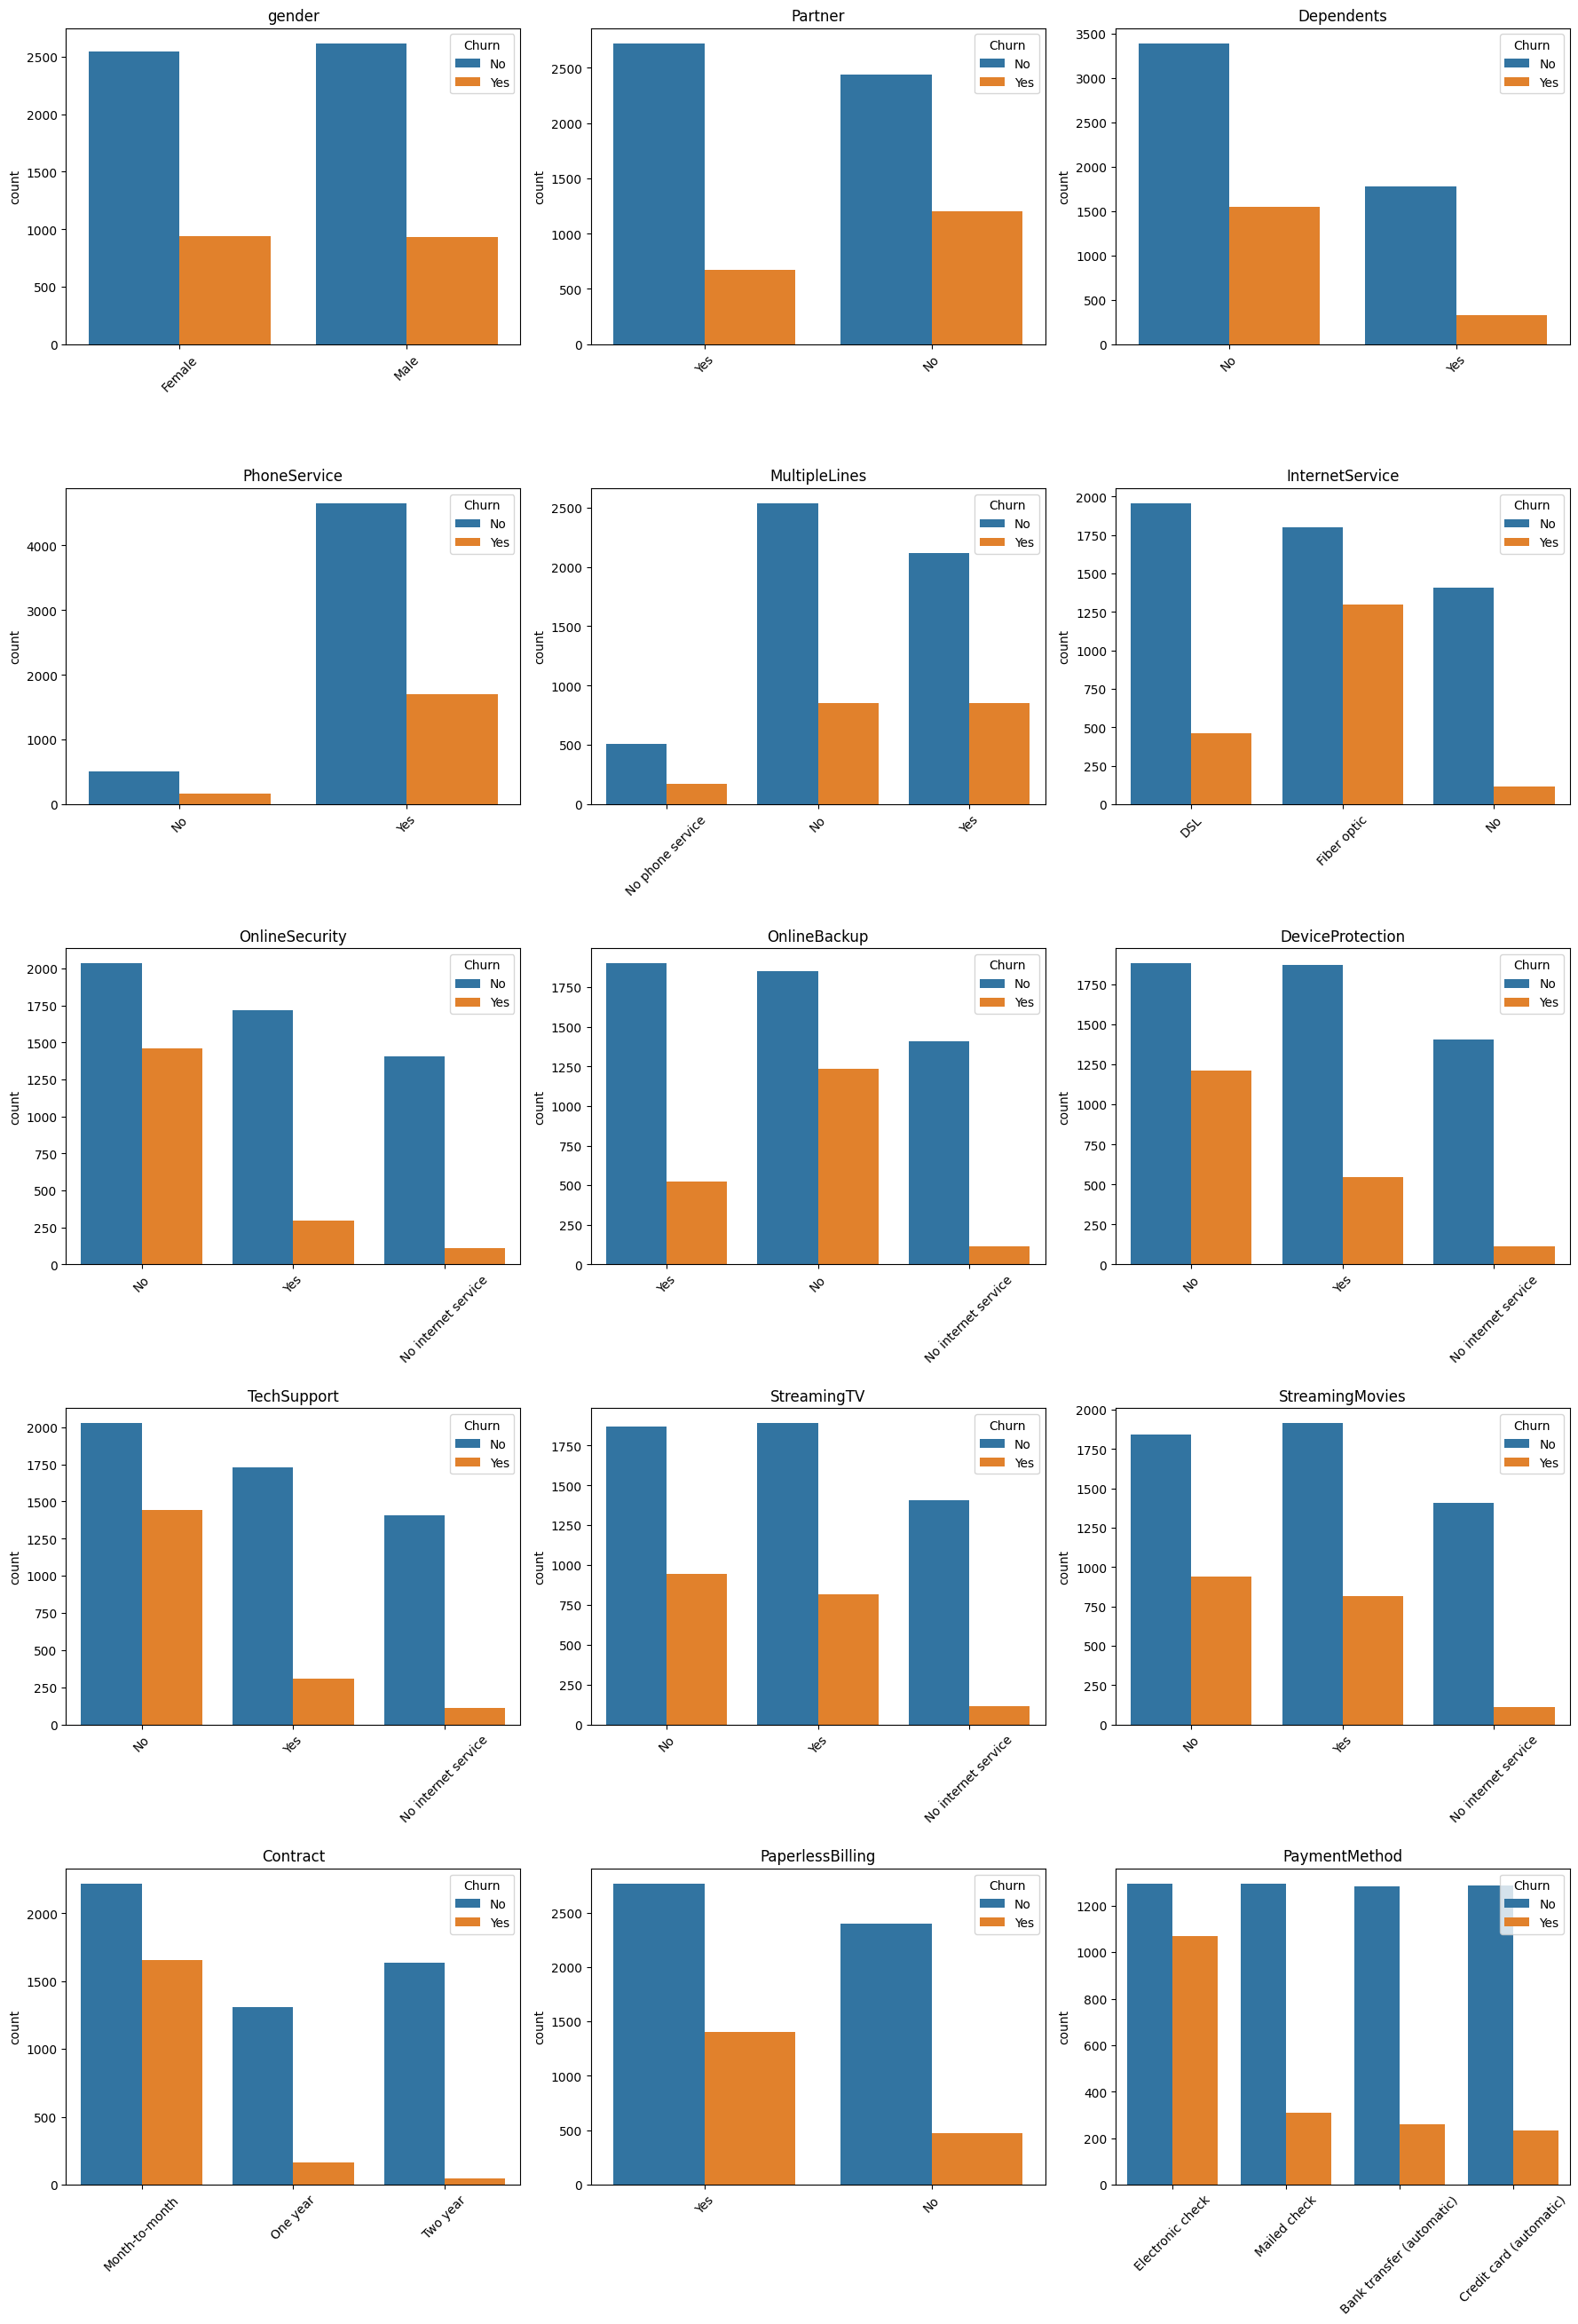 gender
Churn
No
Yes
2500
2000
1500
1000
500
0
count
Female
Male
Partner
Churn
No
Yes
2500
2000
1500
1000
500
0
count
Yes
No
Dependents
Churn
No
Yes
3500
3000
2500
2000
1500
1000
500
0
count
No
Yes
PhoneService
Churn
No
Yes
4000
3000
2000
1000
0
count
No
Yes
MultipleLines
Churn
No
Yes
2500
2000
1500
1000
500
0
count
No phone service
No
Yes
InternetService
Churn
No
Yes
2000
1750
1500
1250
1000
750
500
250
0
count
DSL
Fiber optic
No
OnlineSecurity
Churn
No
Yes
2000
1750
1500
1250
1000
750
500
250
0
count
No
Yes
No internet service
OnlineBackup
Churn
No
Yes
1750
1500
1250
1000
750
500
250
0
count
Yes
No
No internet service
DeviceProtection
Churn
No
Yes
1750
1500
1250
1000
750
500
250
0
count
No
Yes
No internet service
TechSupport
Churn
No
Yes
2000
1750
1500
1250
1000
750
500
250
0
count
No
Yes
No internet service
StreamingTV
Churn
No
Yes
1750
1500
1250
1000
750
500
250
0
count
No
Yes
No internet service
StreamingMovies
Churn
No
Yes
2000
1750
1500
1250
1000
750
500
250
0
count
No
Yes
No internet service
Contract
Churn
No
Yes
2000
1500
1000
500
0
count
Month-to-month
One year
Two year
PaperlessBilling
Churn
No
Yes
2500
2000
1500
1000
500
0
count
Yes
No
PaymentMethod
Churn
No
Yes
1200
1000
800
600
400
200
0
count
Electronic check
Mailed check
Bank transfer (automatic)
Credit card (automatic)